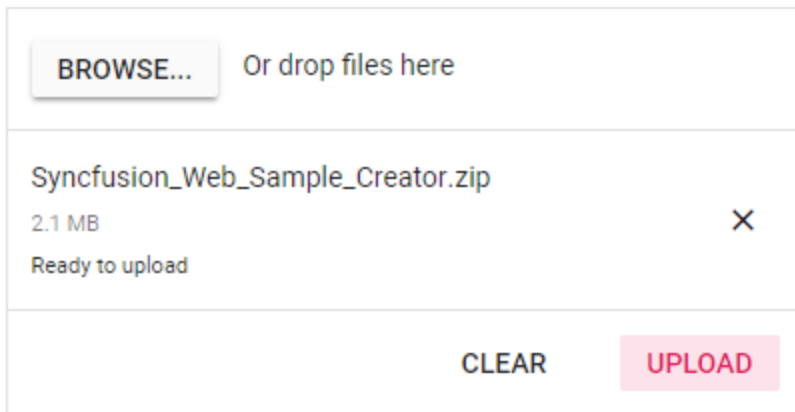 BROWSE... Or drop files here
Syncfusion_Web_Sample_Creator.zip
2.1 MB
Ready to upload
CLEAR UPLOAD